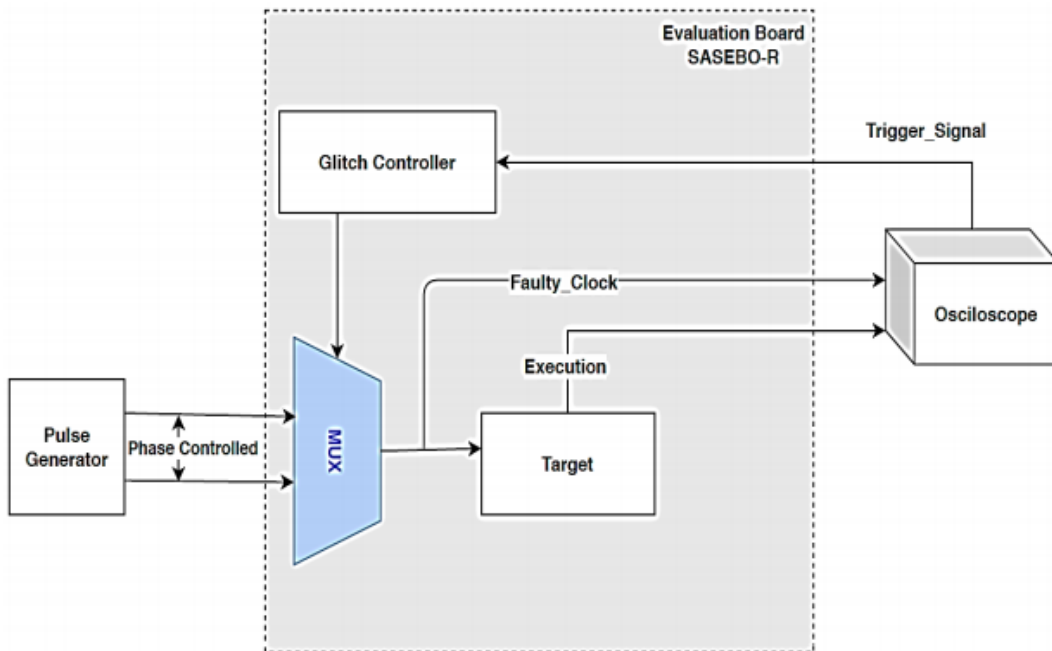 Evaluation Board
SASEBO-R
Trigger_Signal
Glitch Controller
Faulty_Clock
Osciloscope
Execution
Pulse
Generator
Phase Controlled
MUX
Target